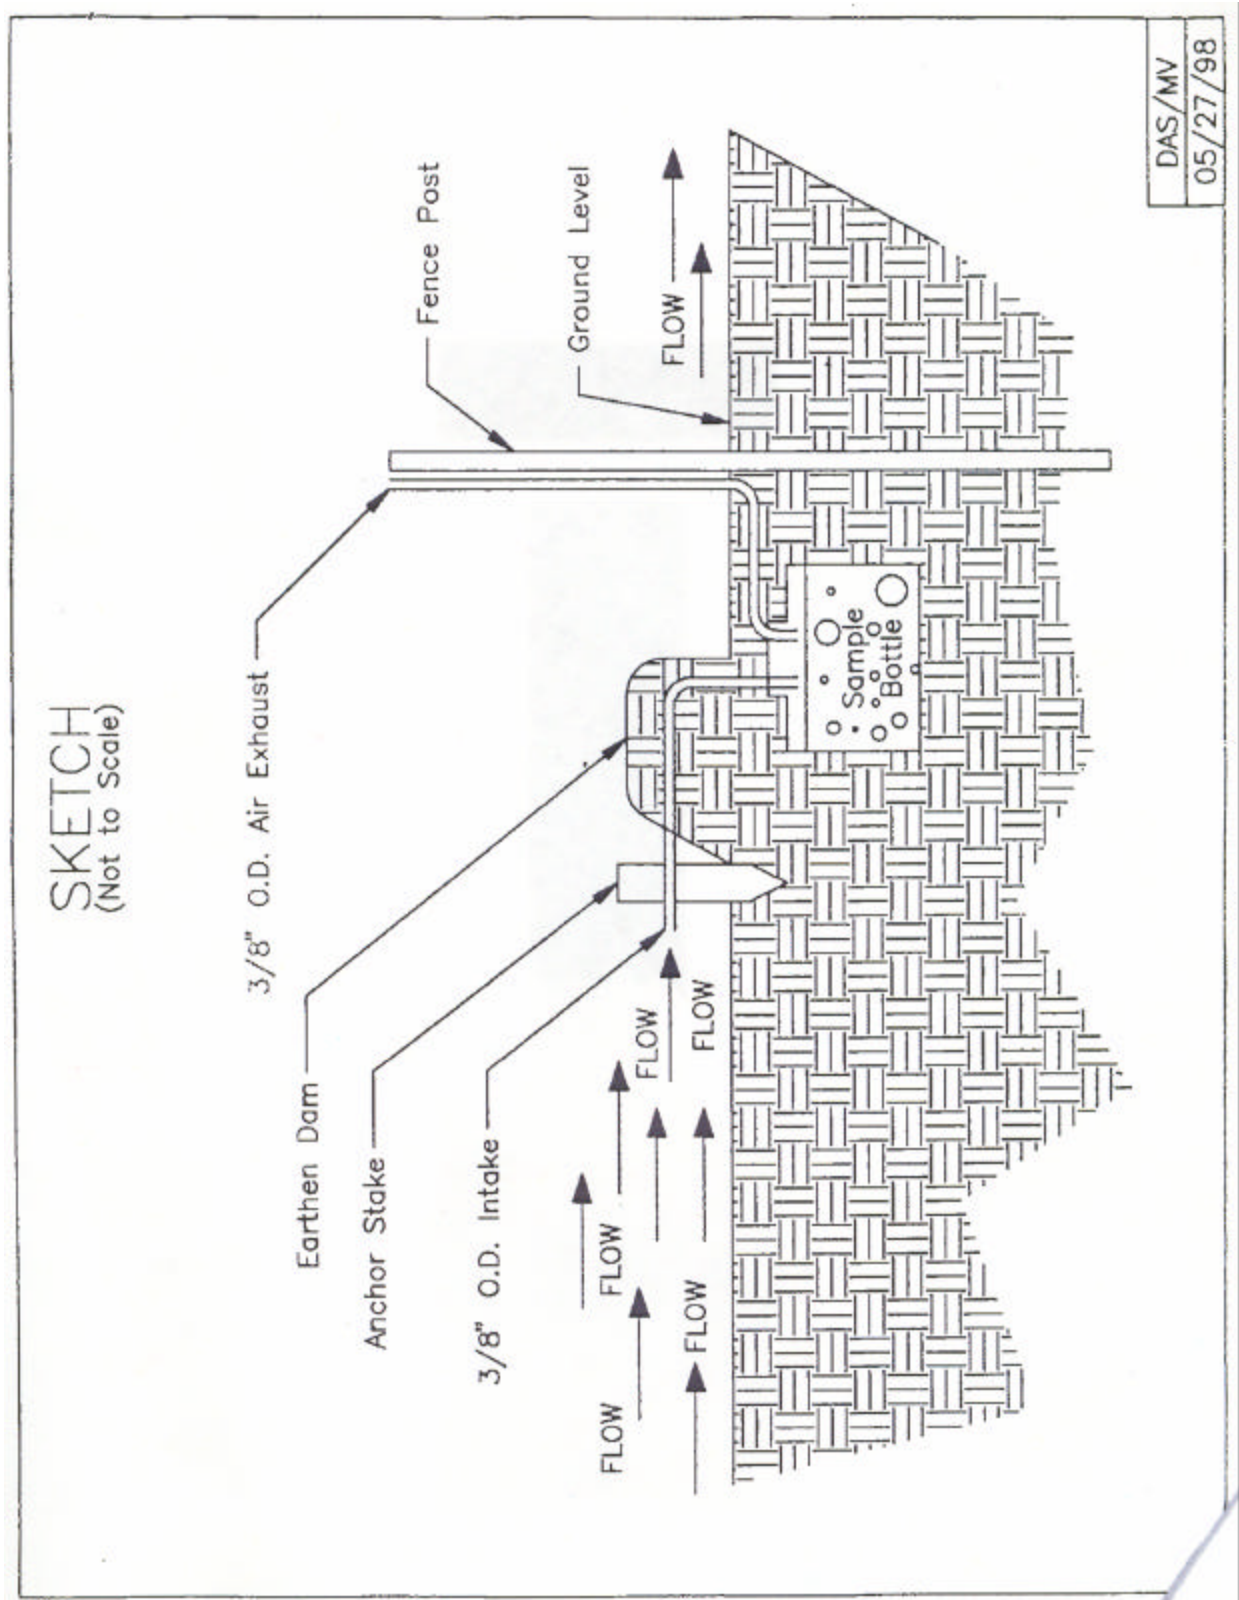 SKETCH
(Not to Scale)
3/8" O.D. Air Exhaust
Earthen Dam
Anchor Stake
Fence Post
3/8" O.D. Intake
Ground Level
FLOW
FLOW
FLOW
FLOW
FLOW
FLOW
Sample
Bottle
DAS/MV
05/27/98